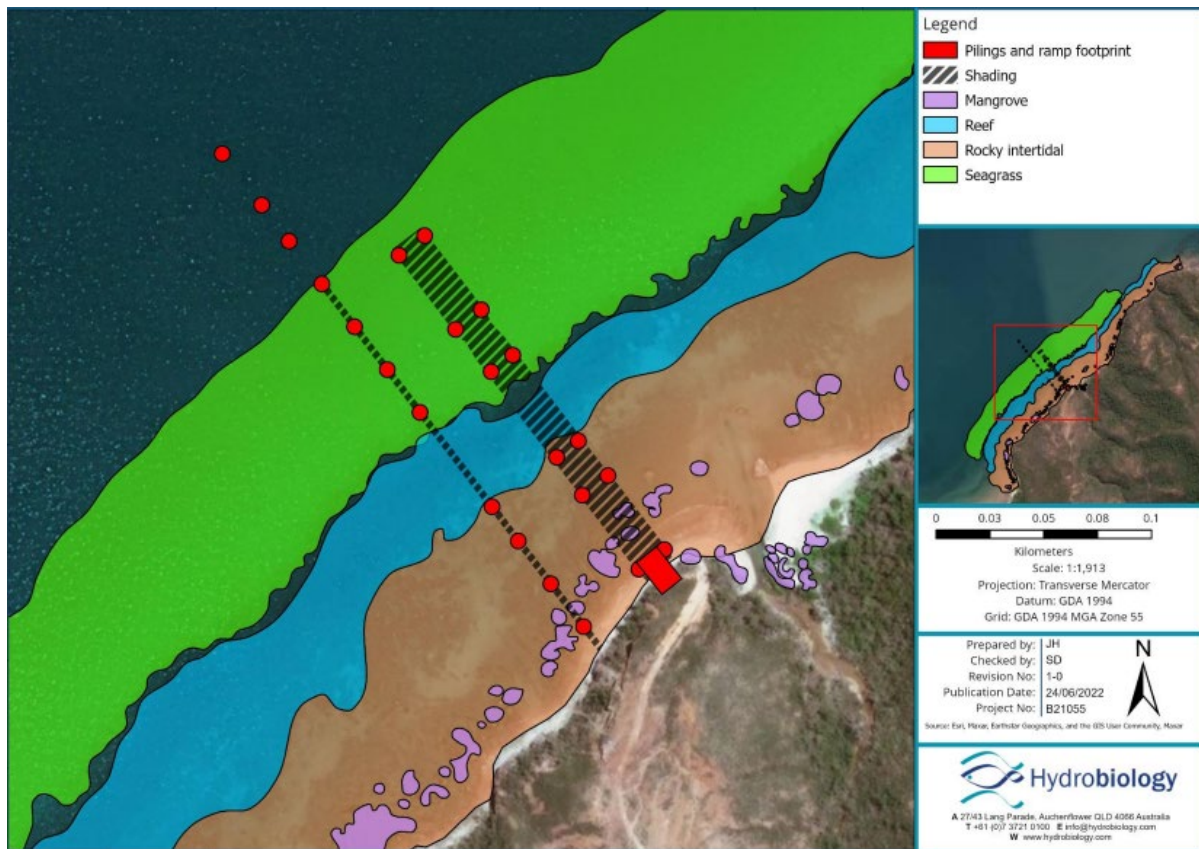 Legend
Pilings and ramp footprint
Shading
Mangrove
Reef
Rocky intertidal
Seagrass
0 0.03 0.05 0.08 0.1
Kilometers
Scale: 1:1,913
Projection: Transverse Mercator
Datum: GDA 1994
Grid: GDA 1994 MGA Zone 55
Prepared by: JH
Checked by: SD
Revision No: 1-0
Publication Date: 24/06/2022
Project No: B21055
N
Source: Esri, Maxar, Earthstar Geographics, and the GIS User Community, Maxar
Hydrobiology
A 27/43 Lang Parade, Auchenflower QLD 4066 Australia
T +61 (0)7 3721 0100 E info@hydrobiology.com
W www.hydrobiology.com